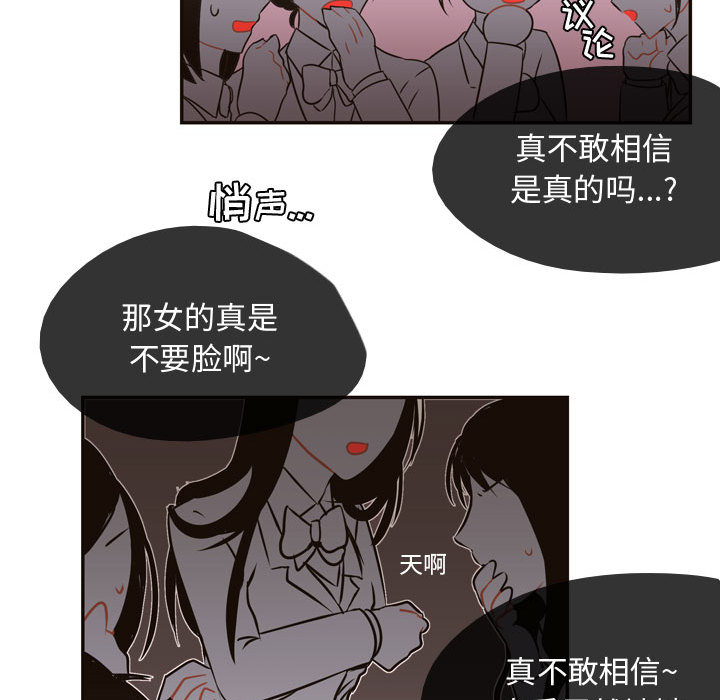 议
论
真不敢相信
是真的吗...?
悄声...
那女的真是
不要脸啊~
天啊
真不敢相信~